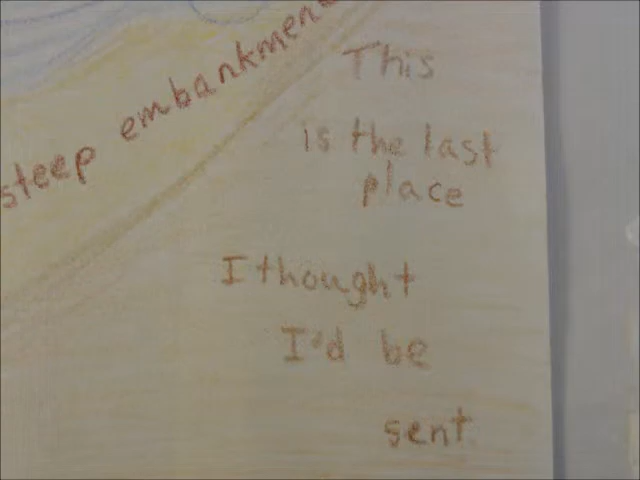 steep embankment
This
is the last
place
I thought
I'd be
sent